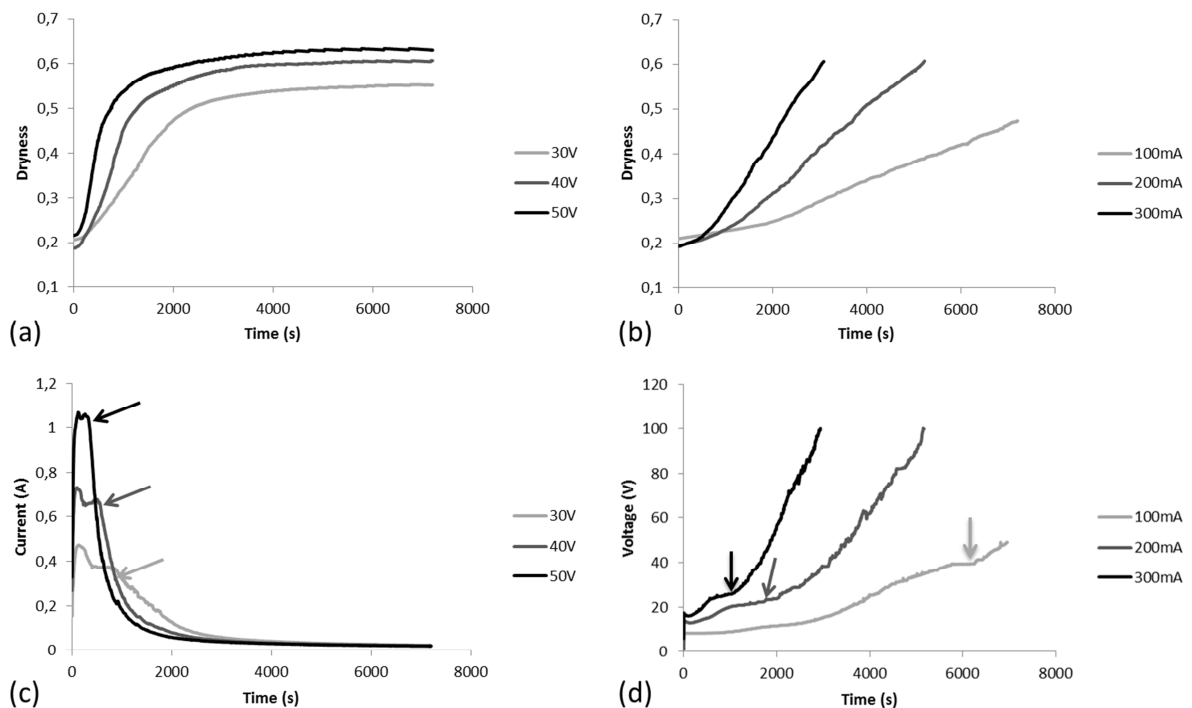 0,7
0,6
0,5
0,4
0,3
0,2
0,1
Dryness
0 2000 4000 6000 8000
Time (s)
30V
40V
50V
(a)
0,7
0,6
0,5
0,4
0,3
0,2
0,1
Dryness
0 2000 4000 6000 8000
Time (s)
100mA
200mA
300mA
(b)
1,2
1
0,8
0,6
0,4
0,2
0
Current (A)
0 2000 4000 6000 8000
Time (s)
30V
40V
50V
(c)
120
100
80
60
40
20
0
Voltage (V)
0 2000 4000 6000 8000
Time (s)
100mA
200mA
300mA
(d)